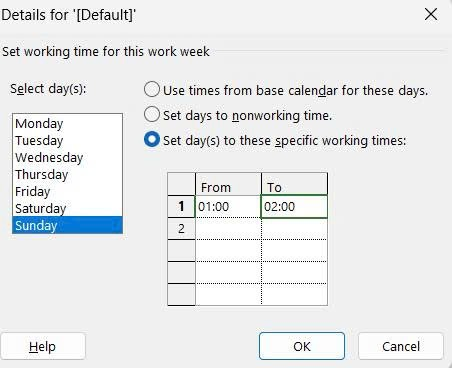 Details for '[Default]'
Set working time for this work week
Select day(s):
Use times from base calendar for these days.
Set days to nonworking time.
Set day(s) to these specific working times:
Monday
Tuesday
Wednesday
Thursday
Friday
Saturday
Sunday
From To
1 01:00 02:00
2
Help OK Cancel